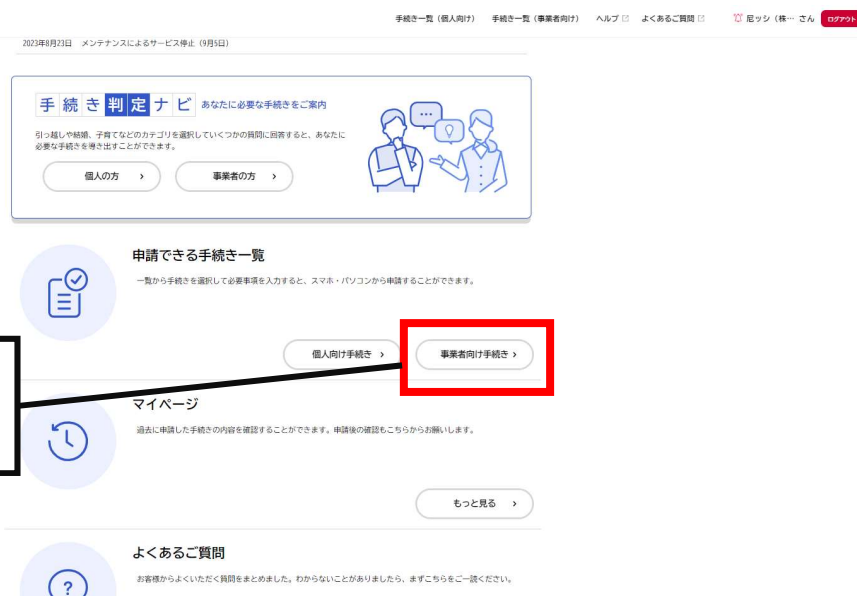 手続き一覧（個人向け） 手続き一覧（事業者向け） ヘルプ よくあるご質問 尼ッシ（株… さん ログアウト
2023年8月23日 メンテナンスによるサービス停止（9月5日）
手続き判定ナビ あなたに必要な手続きをご案内
引っ越しや結婚、子育てなどのカテゴリを選択していくつかの質問に回答すると、あなたに
必要な手続きを導き出すことができます。
個人の方 › 事業者の方 ›
申請できる手続き一覧
一覧から手続きを選択して必要事項を入力すると、スマホ・パソコンから申請することができます。
個人向け手続き › 事業者向け手続き ›
マイページ
過去に申請した手続きの内容を確認することができます。申請後の確認もこちらからお願いします。
もっと見る ›
よくあるご質問
お客様からよくいただく質問をまとめました。わからないことがありましたら、まずこちらをご一読ください。